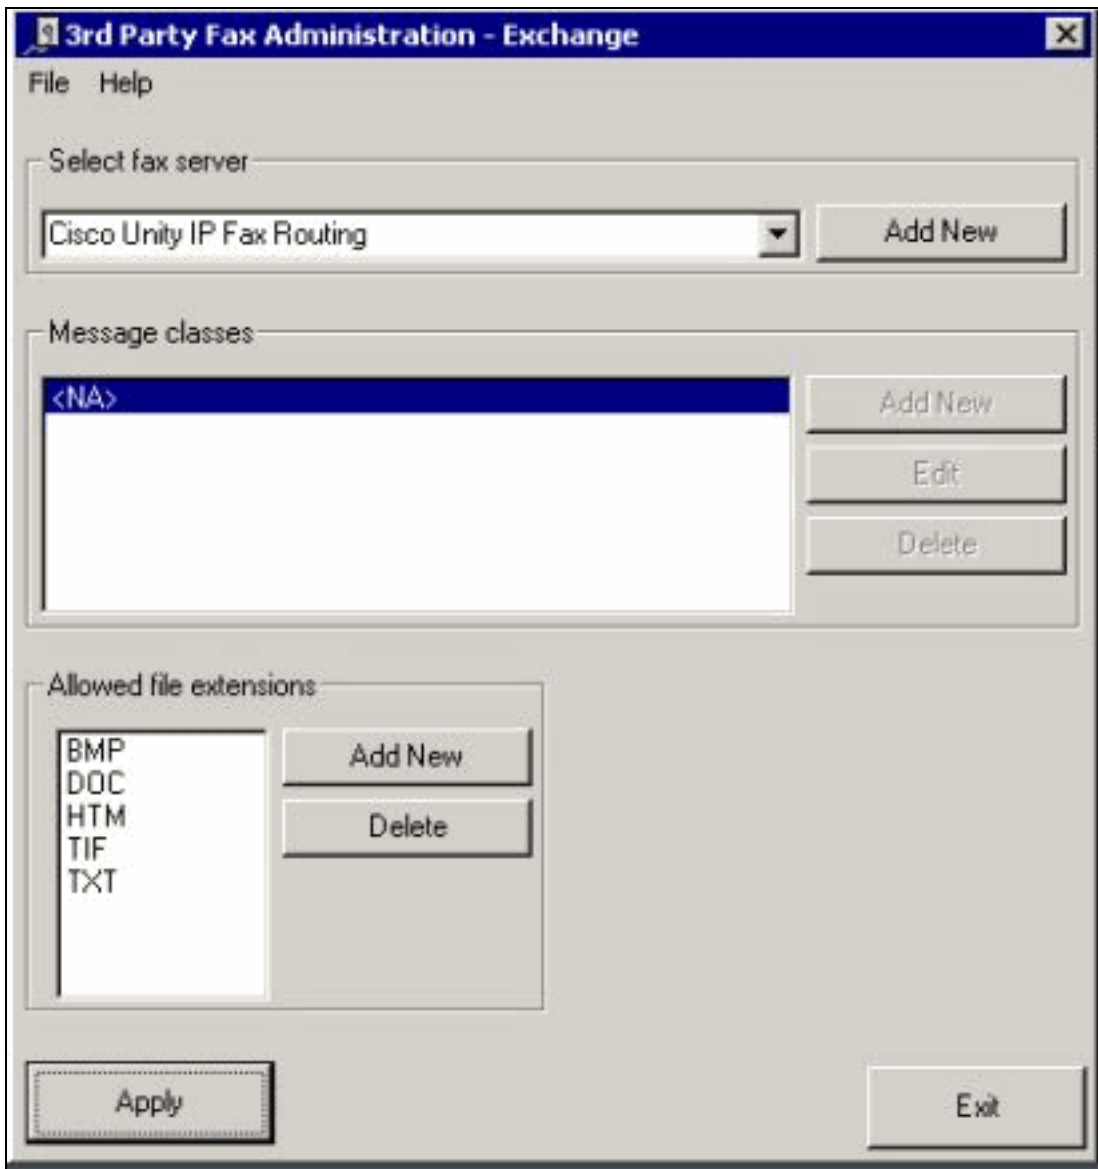 3rd Party Fax Administration - Exchange
File Help
Select fax server
Cisco Unity IP Fax Routing
Add New
Message classes
<NA>
Add New
Edit
Delete
Allowed file extensions
BMP
DOC
HTM
TIF
TXT
Add New
Delete
Apply
Exit